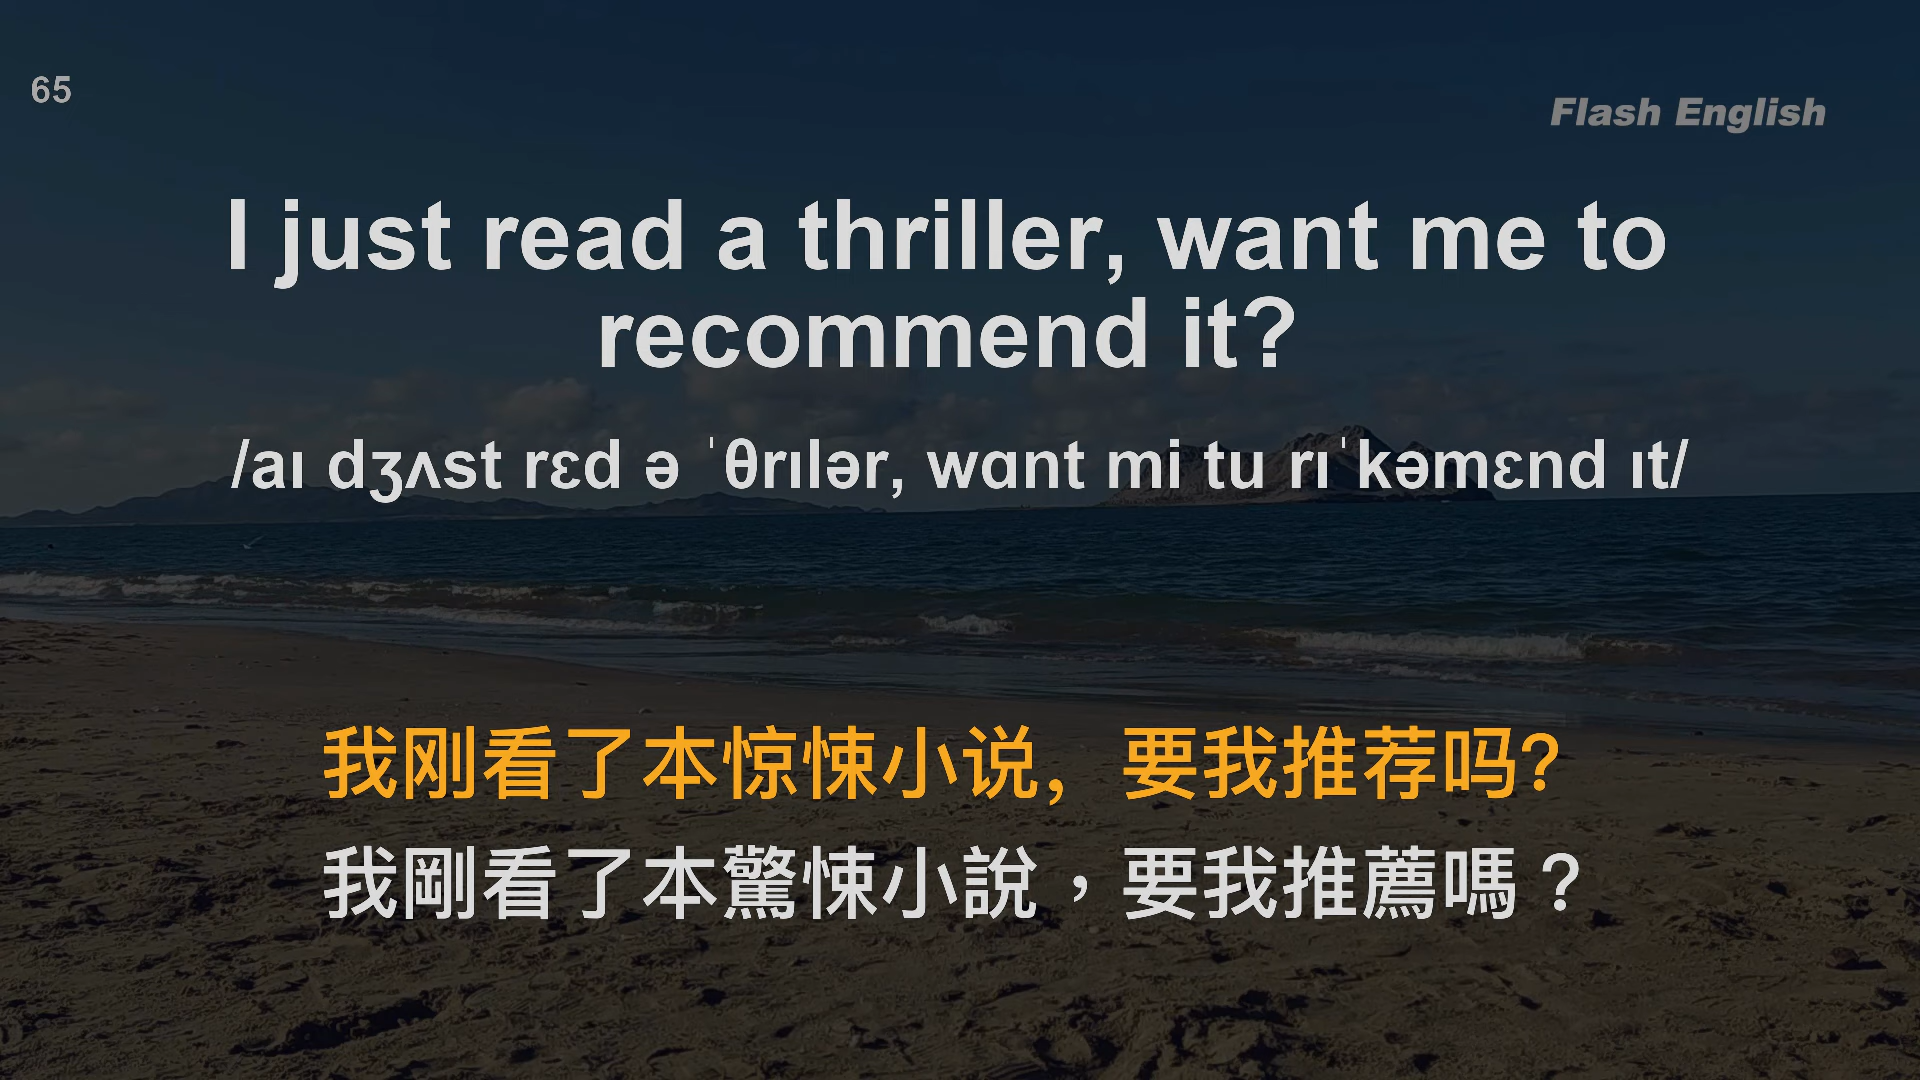 65
Flash English
I just read a thriller, want me to
recommend it?
/aɪ dʒʌst rɛd ə ˈθrɪlər, wɑnt mi tu rɪˈkəmɛnd ɪt/
我刚看了本惊悚小说，要我推荐吗？
我剛看了本驚悚小說，要我推薦嗎？